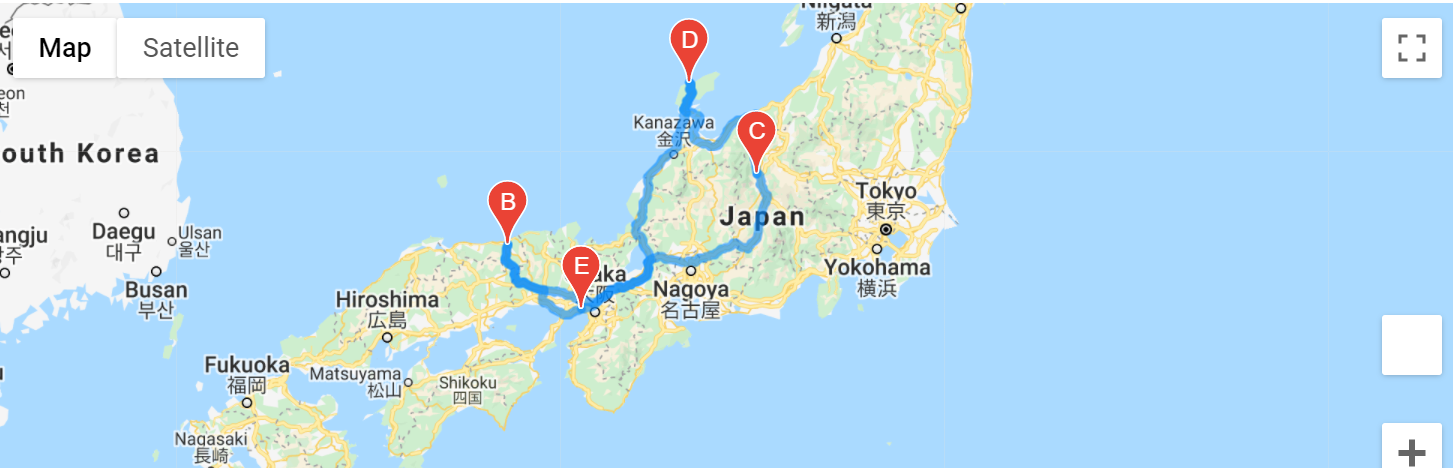 Map
Satellite
Niigata
新潟
D
Kanazawa
金沢
C
outh Korea
B
Tokyo
東京
Japan
Daegu
대구
Ulsan
울산
angju
E
aka
大阪
Yokohama
横浜
Busan
부산
Hiroshima
広島
Nagoya
名古屋
Fukuoka
福岡
Matsuyama
松山
Shikoku
四国
Nagasaki
長崎